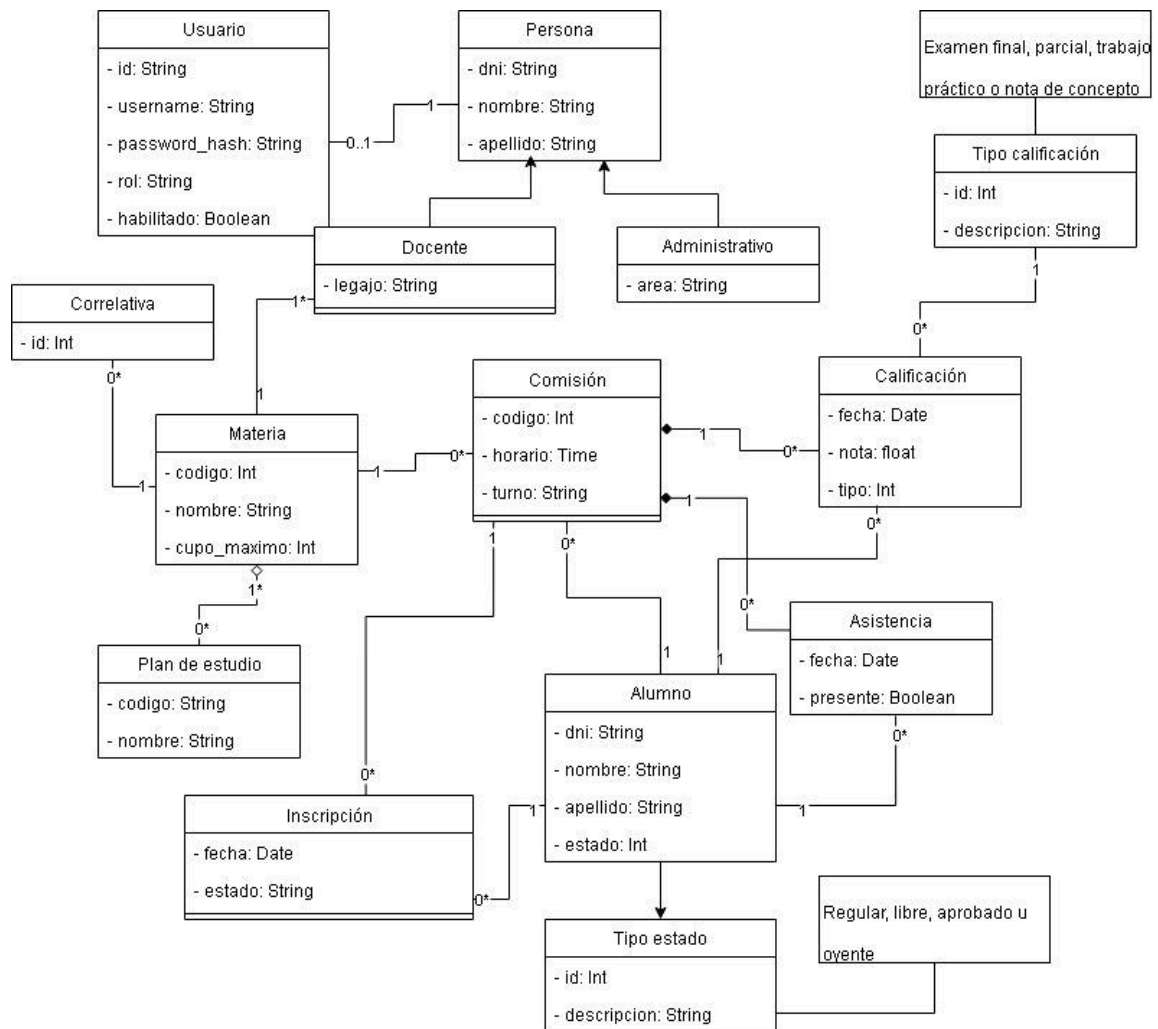 Usuario
- id: String
- username: String
- password_hash: String
- rol: String
- habilitado: Boolean
Persona
- dni: String
- nombre: String
- apellido: String
1
0..1
Examen final, parcial, trabajo
práctico o nota de concepto
Tipo calificación
- id: Int
- descripcion: String
Docente
- legajo: String
Administrativo
- area: String
1*
1
1
0*
Correlativa
- id: Int
0*
1
Materia
- codigo: Int
- nombre: String
- cupo_maximo: Int
1
0*
Comisión
- codigo: Int
- horario: Time
- turno: String
1
0*
1
0*
Calificación
- fecha: Date
- nota: float
- tipo: Int
0*
1
1*
0*
Plan de estudio
- codigo: String
- nombre: String
1
0*
0*
1
Asistencia
- fecha: Date
- presente: Boolean
0*
1
Alumno
- dni: String
- nombre: String
- apellido: String
- estado: Int
Inscripción
- fecha: Date
- estado: String
1
0*
Tipo estado
- id: Int
- descripcion: String
Regular, libre, aprobado u
oyente